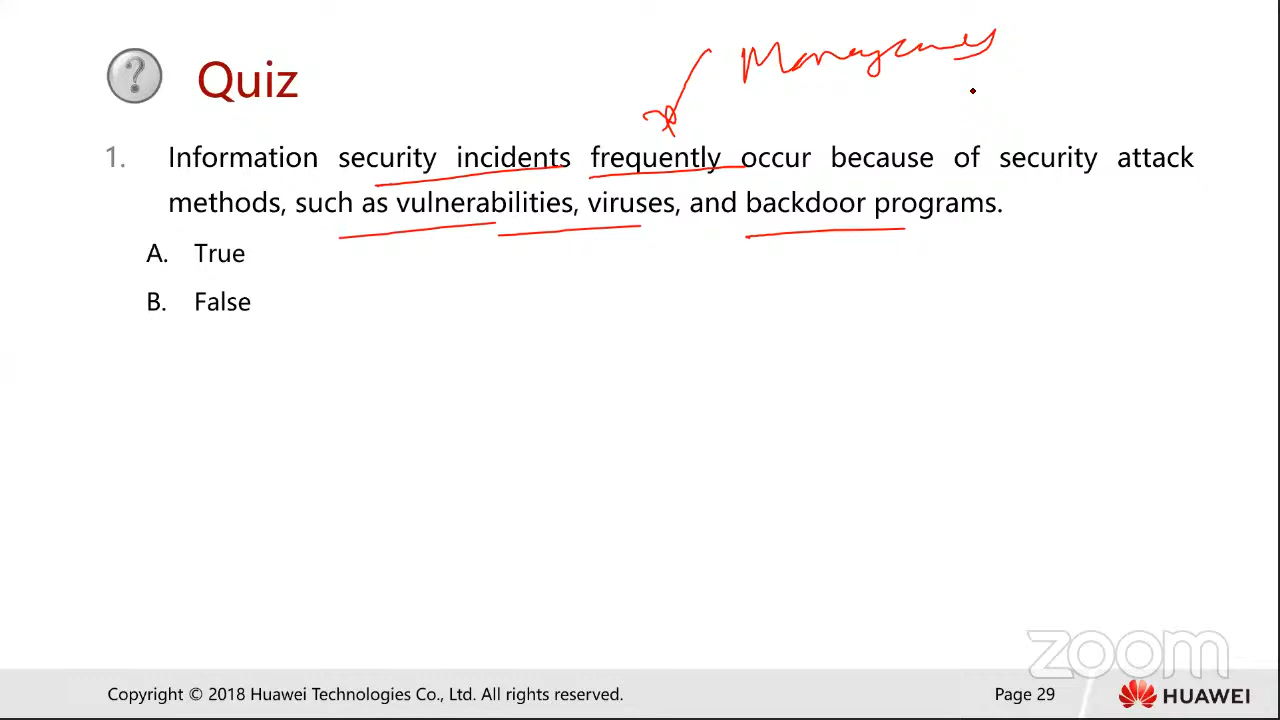 Quiz
1. Information security incidents frequently occur because of security attack
methods, such as vulnerabilities, viruses, and backdoor programs.
A. True
B. False
zoom
Copyright © 2018 Huawei Technologies Co., Ltd. All rights reserved.
Page 29
HUAWEI